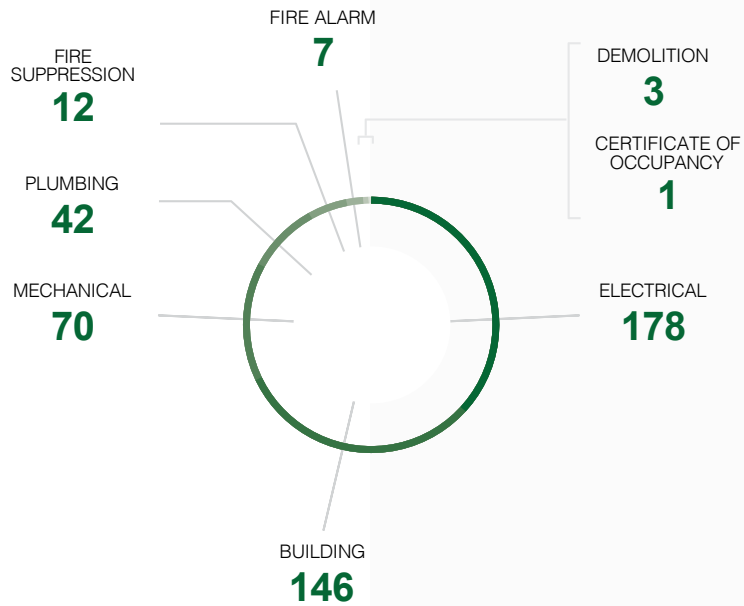 FIRE ALARM
7
FIRE
SUPPRESSION
12
DEMOLITION
3
CERTIFICATE OF
OCCUPANCY
1
PLUMBING
42
MECHANICAL
70
ELECTRICAL
178
BUILDING
146